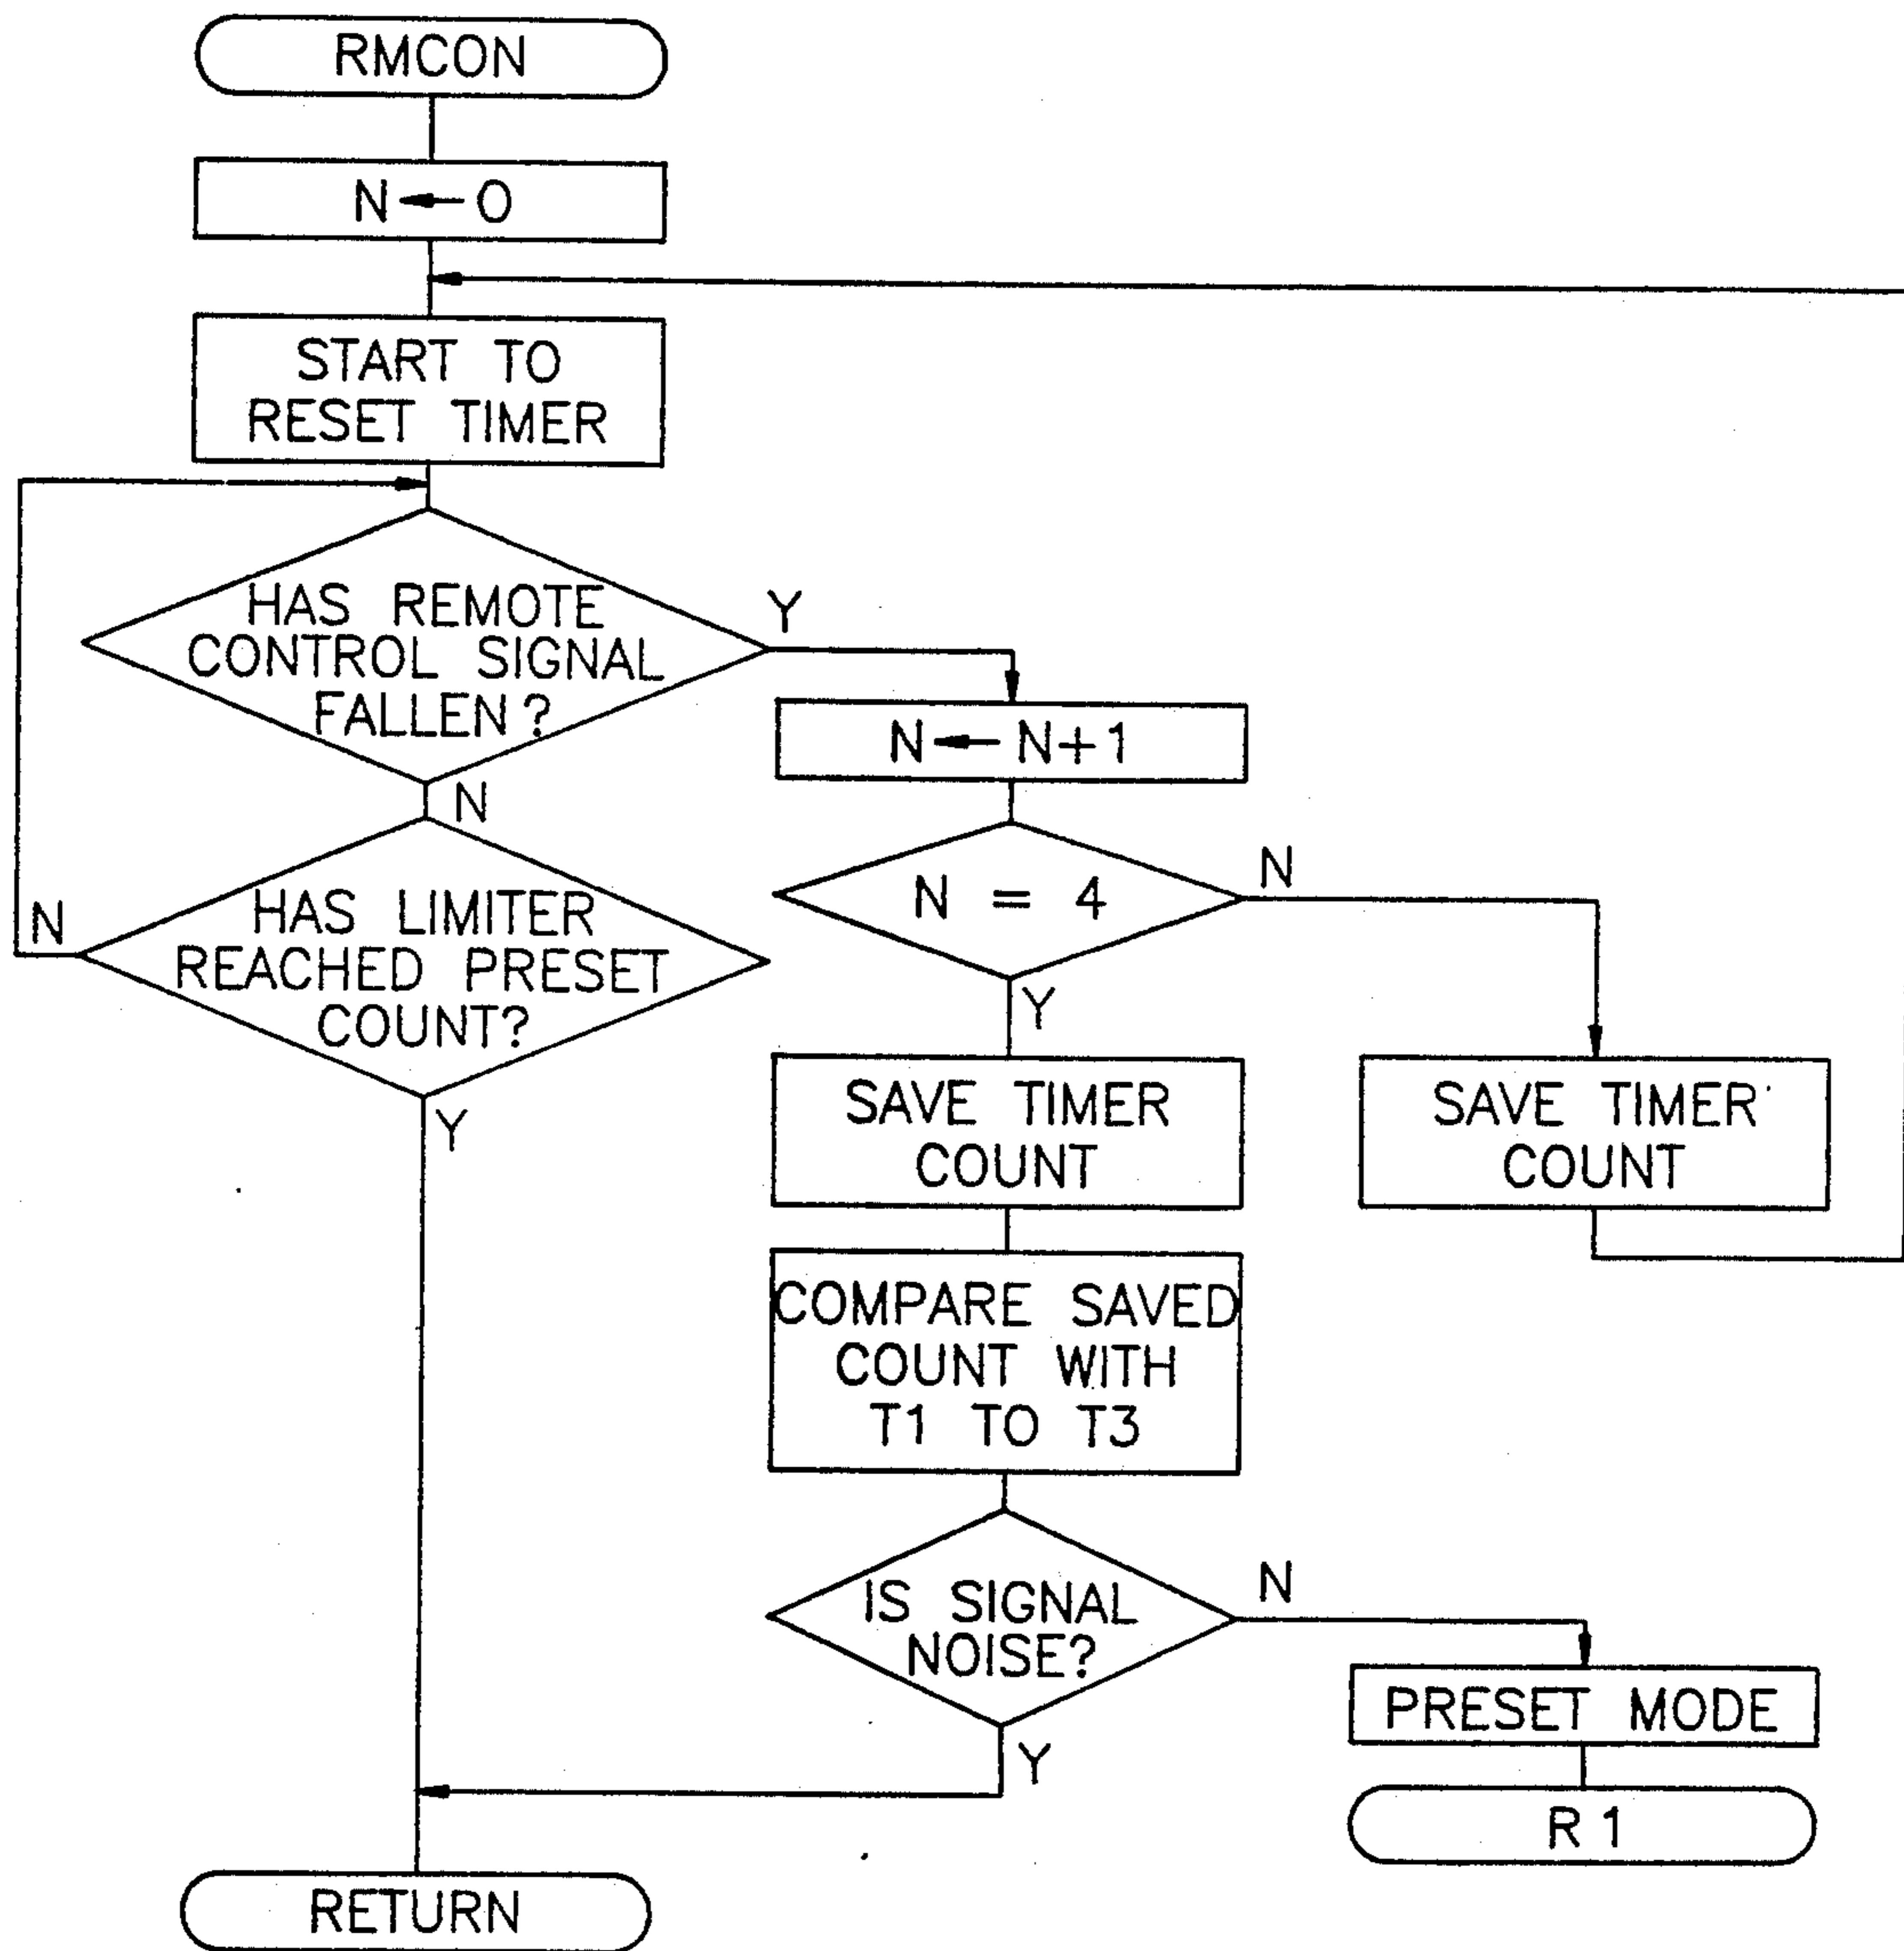 RMCON
N ← 0
START TO
RESET TIMER
HAS REMOTE
CONTROL SIGNAL
FALLEN?
Y
N
N ← N+1
HAS LIMITER
REACHED PRESET
COUNT?
N
Y
N = 4
N
Y
SAVE TIMER
COUNT
SAVE TIMER
COUNT
COMPARE SAVED
COUNT WITH
T1 TO T3
IS SIGNAL
NOISE?
N
Y
PRESET MODE
R1
RETURN